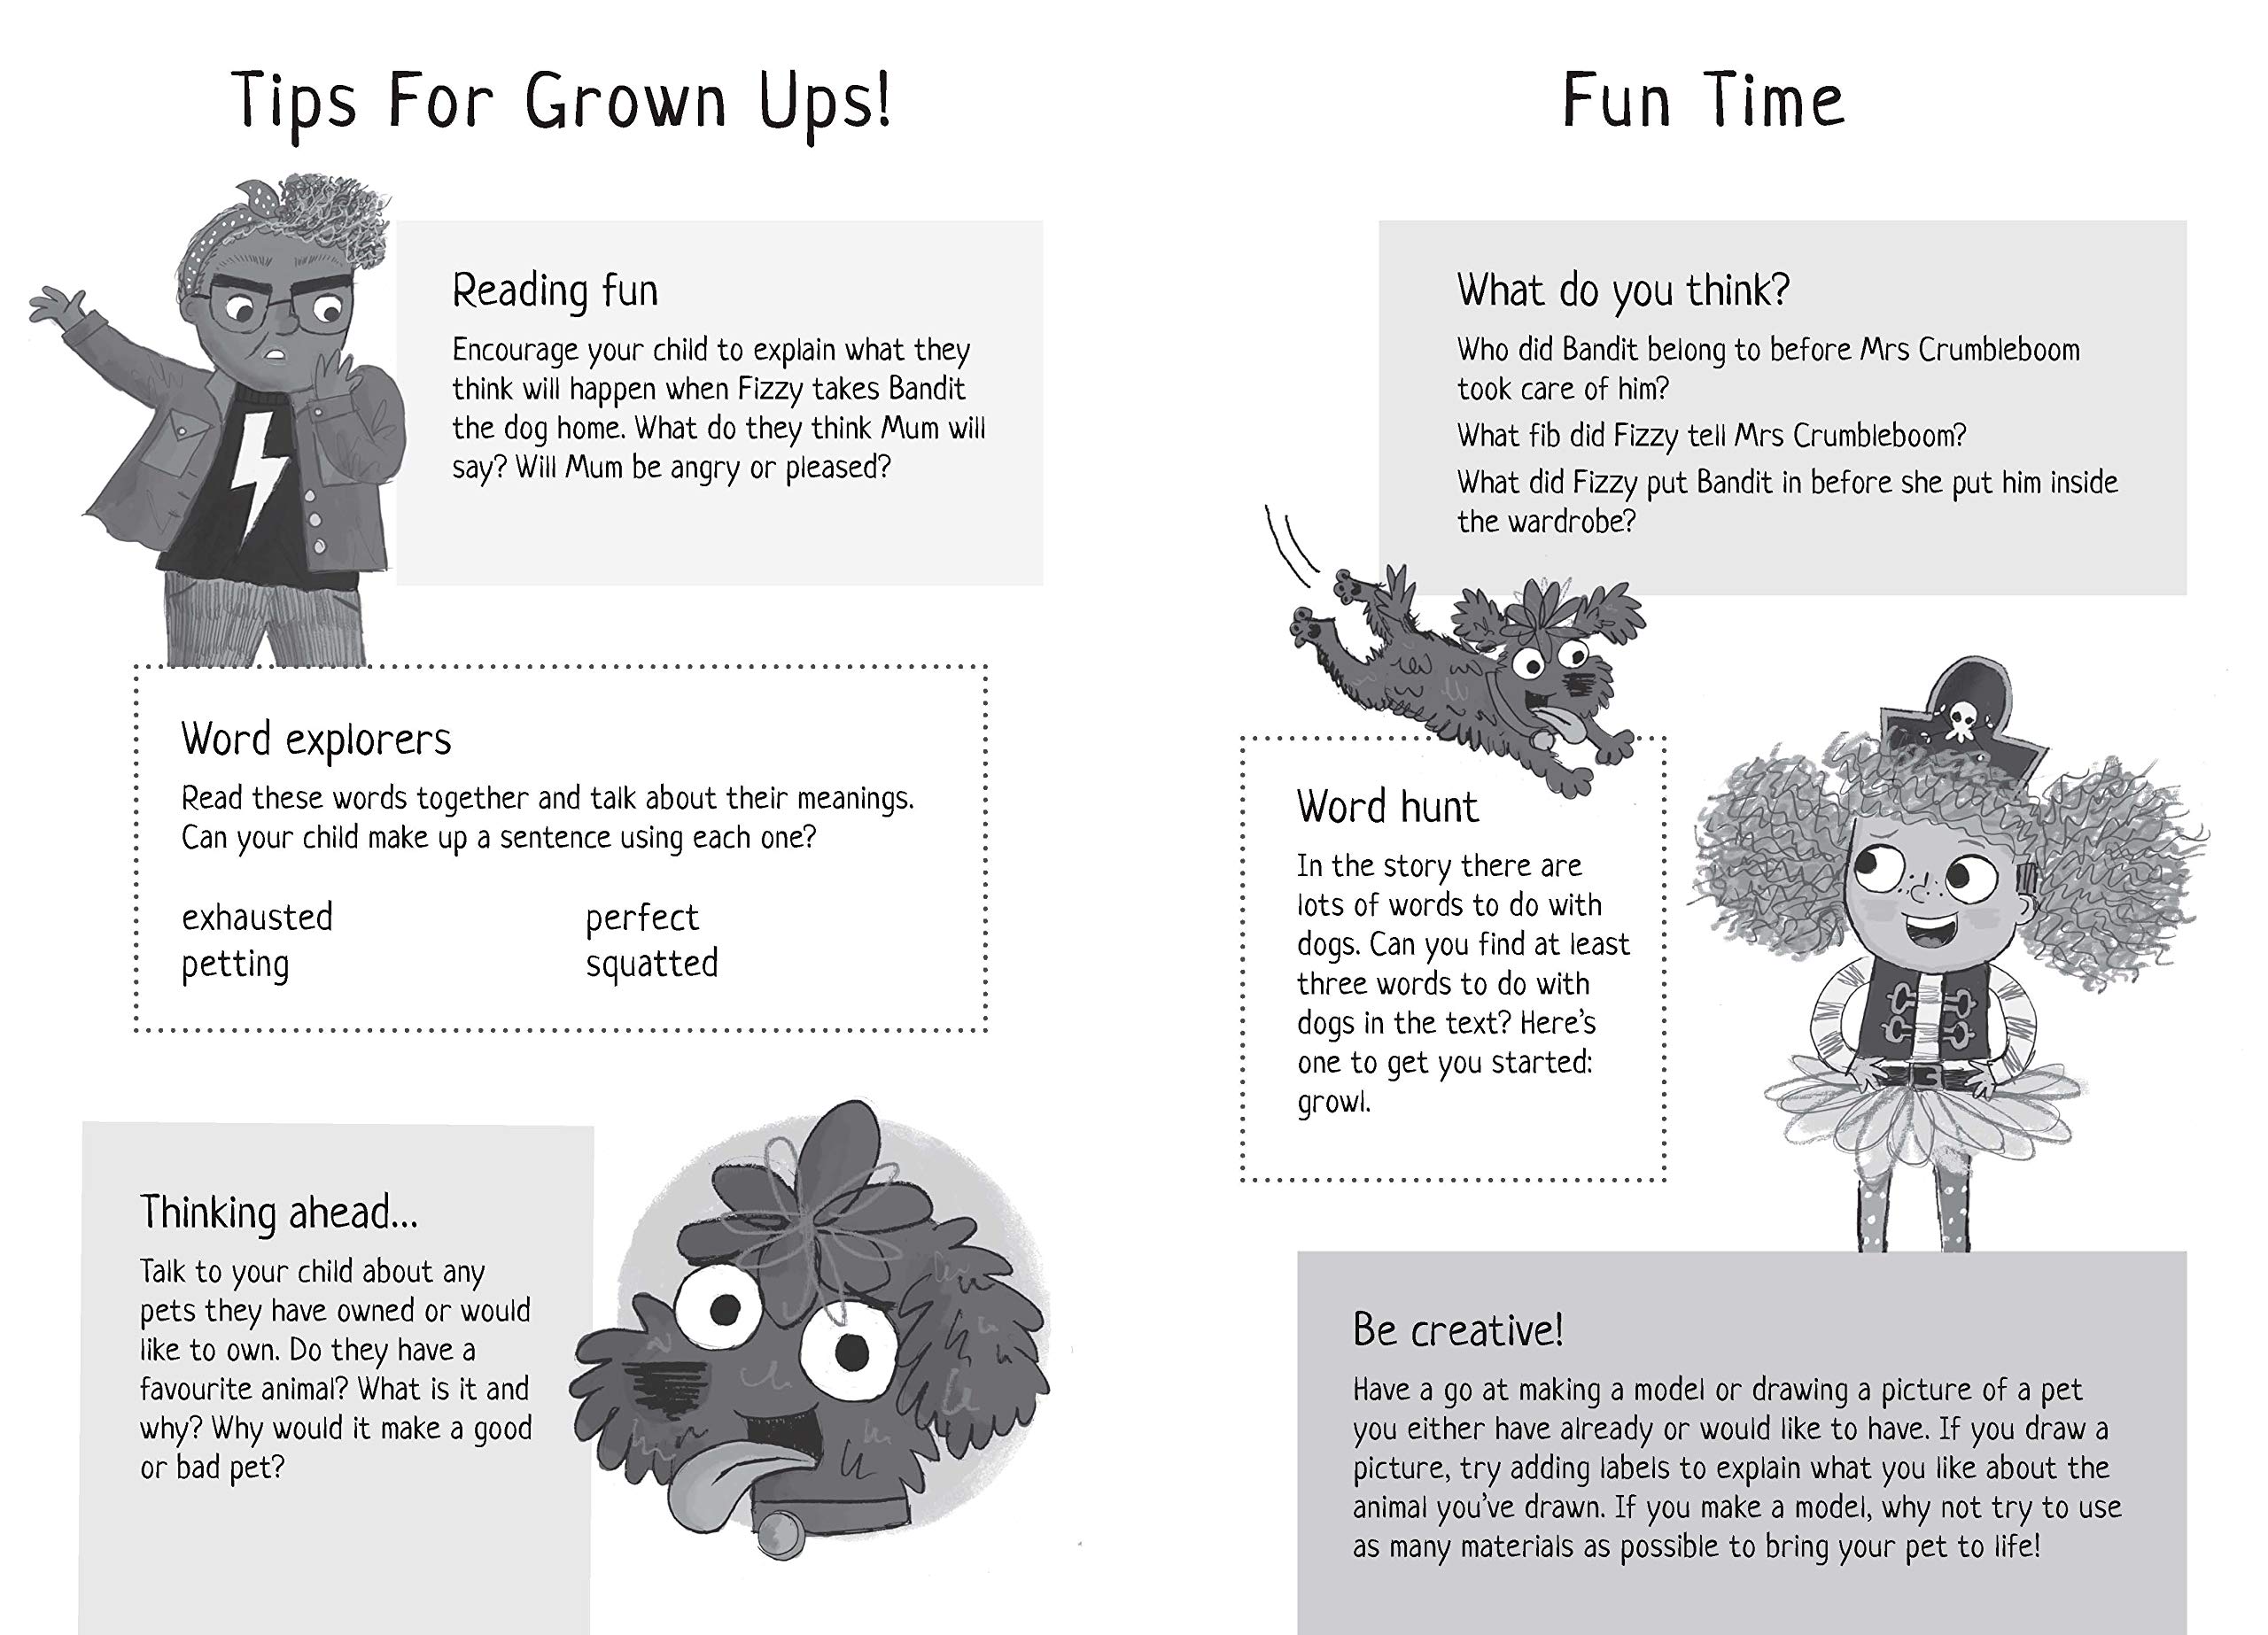 Tips For Grown Ups!
Reading fun
Encourage your child to explain what they
think will happen when Fizzy takes Bandit
the dog home. What do they think Mum will
say? Will Mum be angry or pleased?
Word explorers
Read these words together and talk about their meanings.
Can your child make up a sentence using each one?
exhausted perfect
petting squatted
Thinking ahead...
Talk to your child about any
pets they have owned or would
like to own. Do they have a
favourite animal? What is it and
why? Why would it make a good
or bad pet?
Fun Time
What do you think?
Who did Bandit belong to before Mrs Crumbleboom
took care of him?
What fib did Fizzy tell Mrs Crumbleboom?
What did Fizzy put Bandit in before she put him inside
the wardrobe?
Word hunt
In the story there are
lots of words to do with
dogs. Can you find at least
three words to do with
dogs in the text? Here's
one to get you started:
growl.
Be creative!
Have a go at making a model or drawing a picture of a pet
you either have already or would like to have. If you draw a
picture, try adding labels to explain what you like about the
animal you've drawn. If you make a model, why not try to use
as many materials as possible to bring your pet to life!